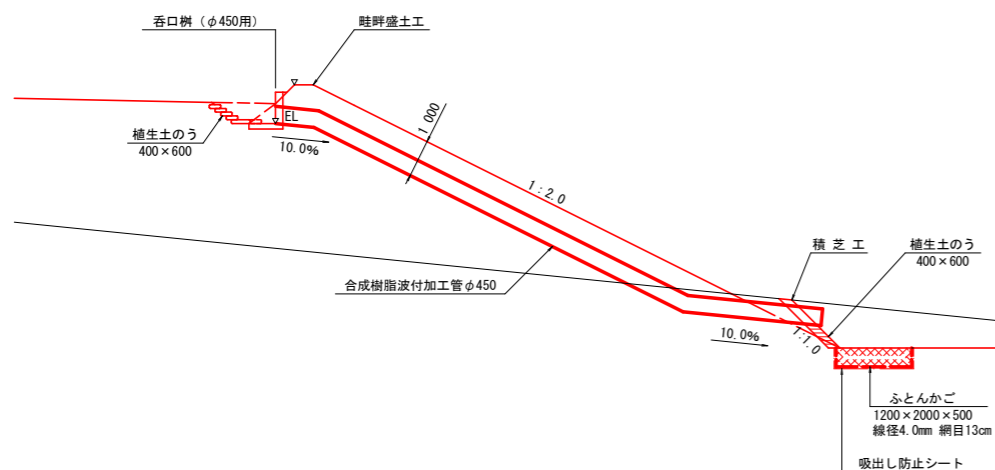 呑口桝（φ450用）
畦畔盛土工
EL
1 000
植生土のう
400×600
10.0%
1：2.0
積 芝 工
植生土のう
400×600
合成樹脂波付加工管φ450
10.0%
1：1.0
ふとんかご
1200×2000×500
線径4.0mm 網目13cm
吸出し防止シート